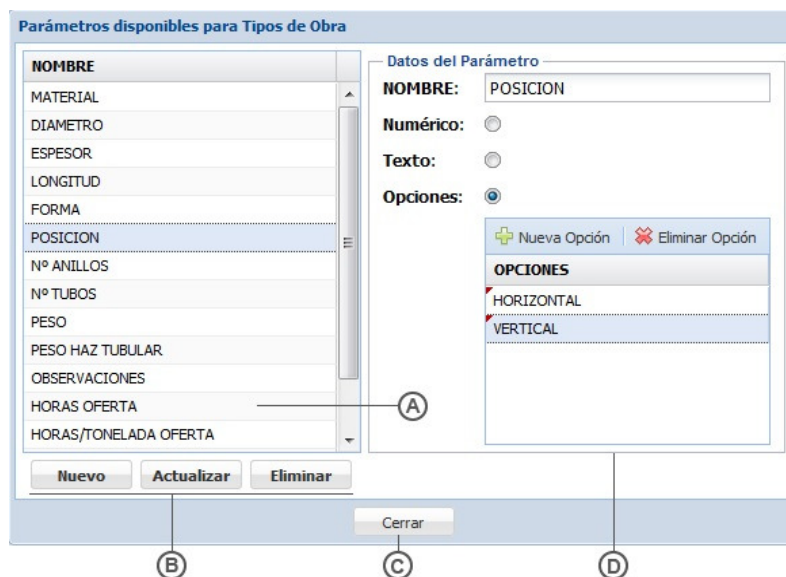 Parámetros disponibles para Tipos de Obra
NOMBRE
MATERIAL
DIAMETRO
ESPESOR
LONGITUD
FORMA
POSICION
Nº ANILLOS
Nº TUBOS
PESO
PESO HAZ TUBULAR
OBSERVACIONES
HORAS OFERTA
HORAS/TONELADA OFERTA
Nuevo Actualizar Eliminar
Datos del Parámetro
NOMBRE: POSICION
Numérico:
Texto:
Opciones:
Nueva Opción Eliminar Opción
OPCIONES
HORIZONTAL
VERTICAL
A
Cerrar
B C D